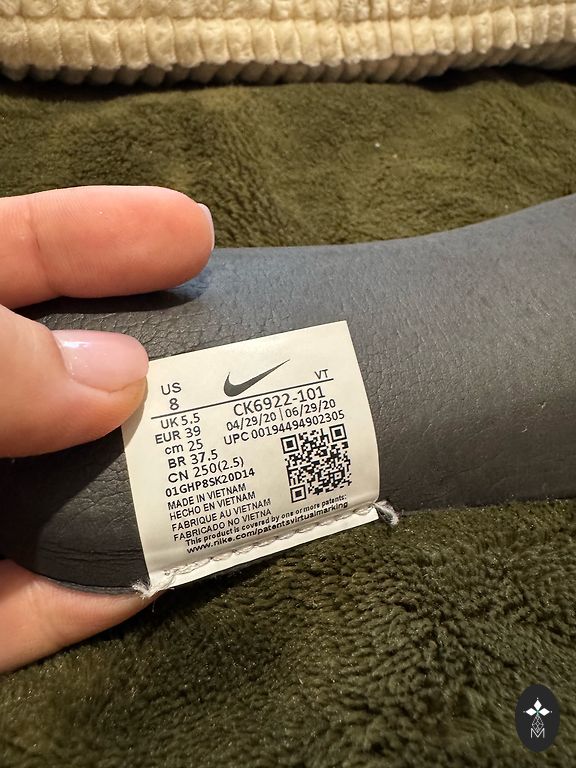 US
8
VT
CK6922-101
UK 5.5
04/29/20 | 06/29/20
EUR 39
UPC 00194494902305
cm 25
BR 37.5
CN 250(2.5)
01GHP8SK20D14
MADE IN VIETNAM
HECHO EN VIETNAM
FABRIQUE AU VIETNAM
FABRICADO NO VIETNA
This product is covered by one or more patents:
www.nike.com/patentsvirtualmarking
M